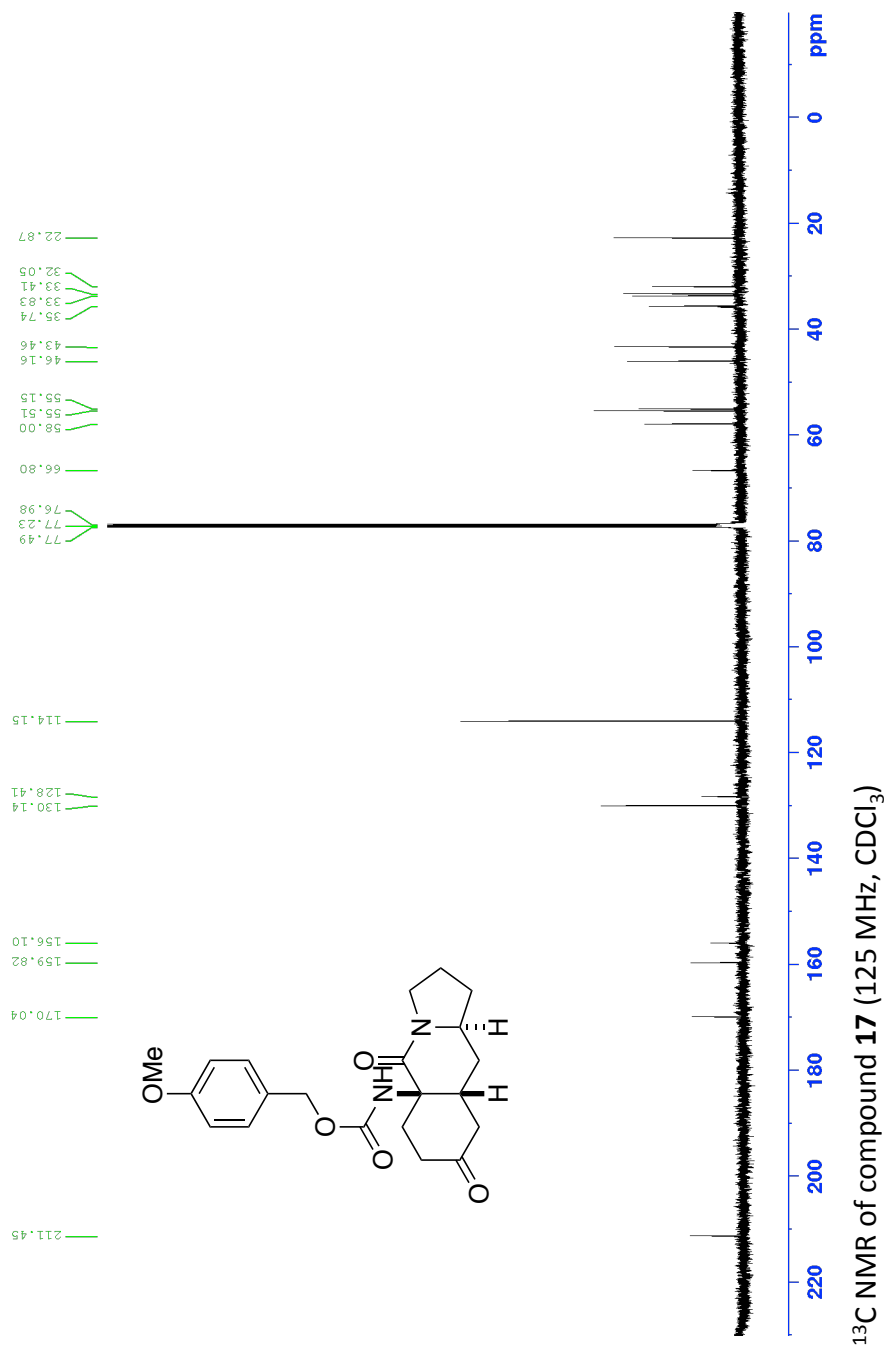 211.45
170.04
159.82
156.10
130.14
128.41
114.15
77.49
77.23
76.98
66.80
58.00
55.51
55.15
46.16
43.46
35.74
33.83
33.41
32.05
22.87
OMe
O
O
NH
O
N
H
H
O
220 200 180 160 140 120 100 80 60 40 20 0 ppm
¹³C NMR of compound 17 (125 MHz, CDCl₃)